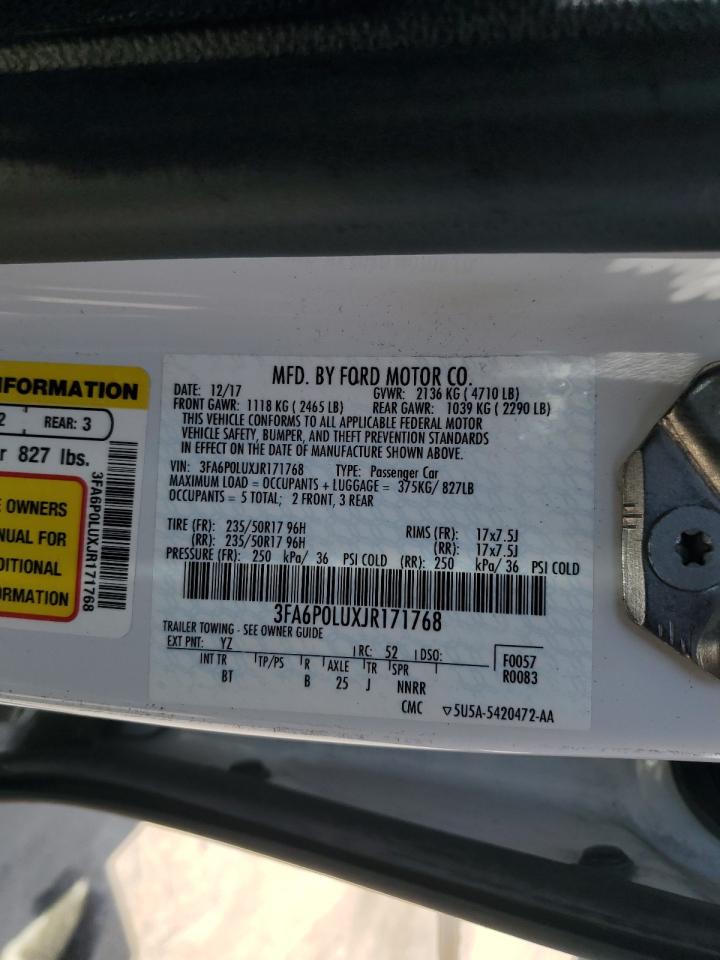 NFORMATION
2 REAR: 3
r 827 lbs.
E OWNERS
NUAL FOR
DITIONAL
ORMATION
3FA6P0LUXJR171768
MFD. BY FORD MOTOR CO.
DATE: 12/17 GVWR: 2136 KG ( 4710 LB)
FRONT GAWR: 1118 KG ( 2465 LB) REAR GAWR: 1039 KG ( 2290 LB)
THIS VEHICLE CONFORMS TO ALL APPLICABLE FEDERAL MOTOR
VEHICLE SAFETY, BUMPER, AND THEFT PREVENTION STANDARDS
IN EFFECT ON THE DATE OF MANUFACTURE SHOWN ABOVE.
VIN: 3FA6P0LUXJR171768 TYPE: Passenger Car
MAXIMUM LOAD = OCCUPANTS + LUGGAGE = 375KG/ 827LB
OCCUPANTS = 5 TOTAL; 2 FRONT, 3 REAR
TIRE (FR): 235/50R17 96H RIMS (FR): 17x7.5J
(RR): 235/50R17 96H (RR): 17x7.5J
PRESSURE (FR): 250 kPa/ 36 PSI COLD (RR): 250 kPa/ 36 PSI COLD
3FA6P0LUXJR171768
TRAILER TOWING - SEE OWNER GUIDE
EXT PNT: YZ RC: 52 DSO: F0057
INT TR TP/PS R AXLE TR SPR R0083
BT B 25 J NNRR
CMC ▽5U5A-5420472-AA